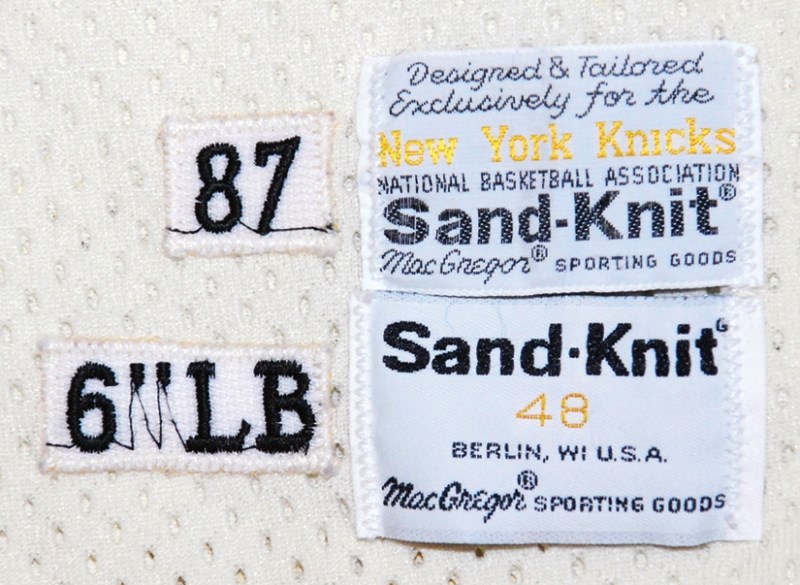 87
6"LB
Designed & Tailored
Exclusively for the
New York Knicks
NATIONAL BASKETBALL ASSOCIATION
Sand-Knit®
MacGregor® SPORTING GOODS
Sand-Knit®
48
BERLIN, WI U.S.A.
MacGregor® SPORTING GOODS